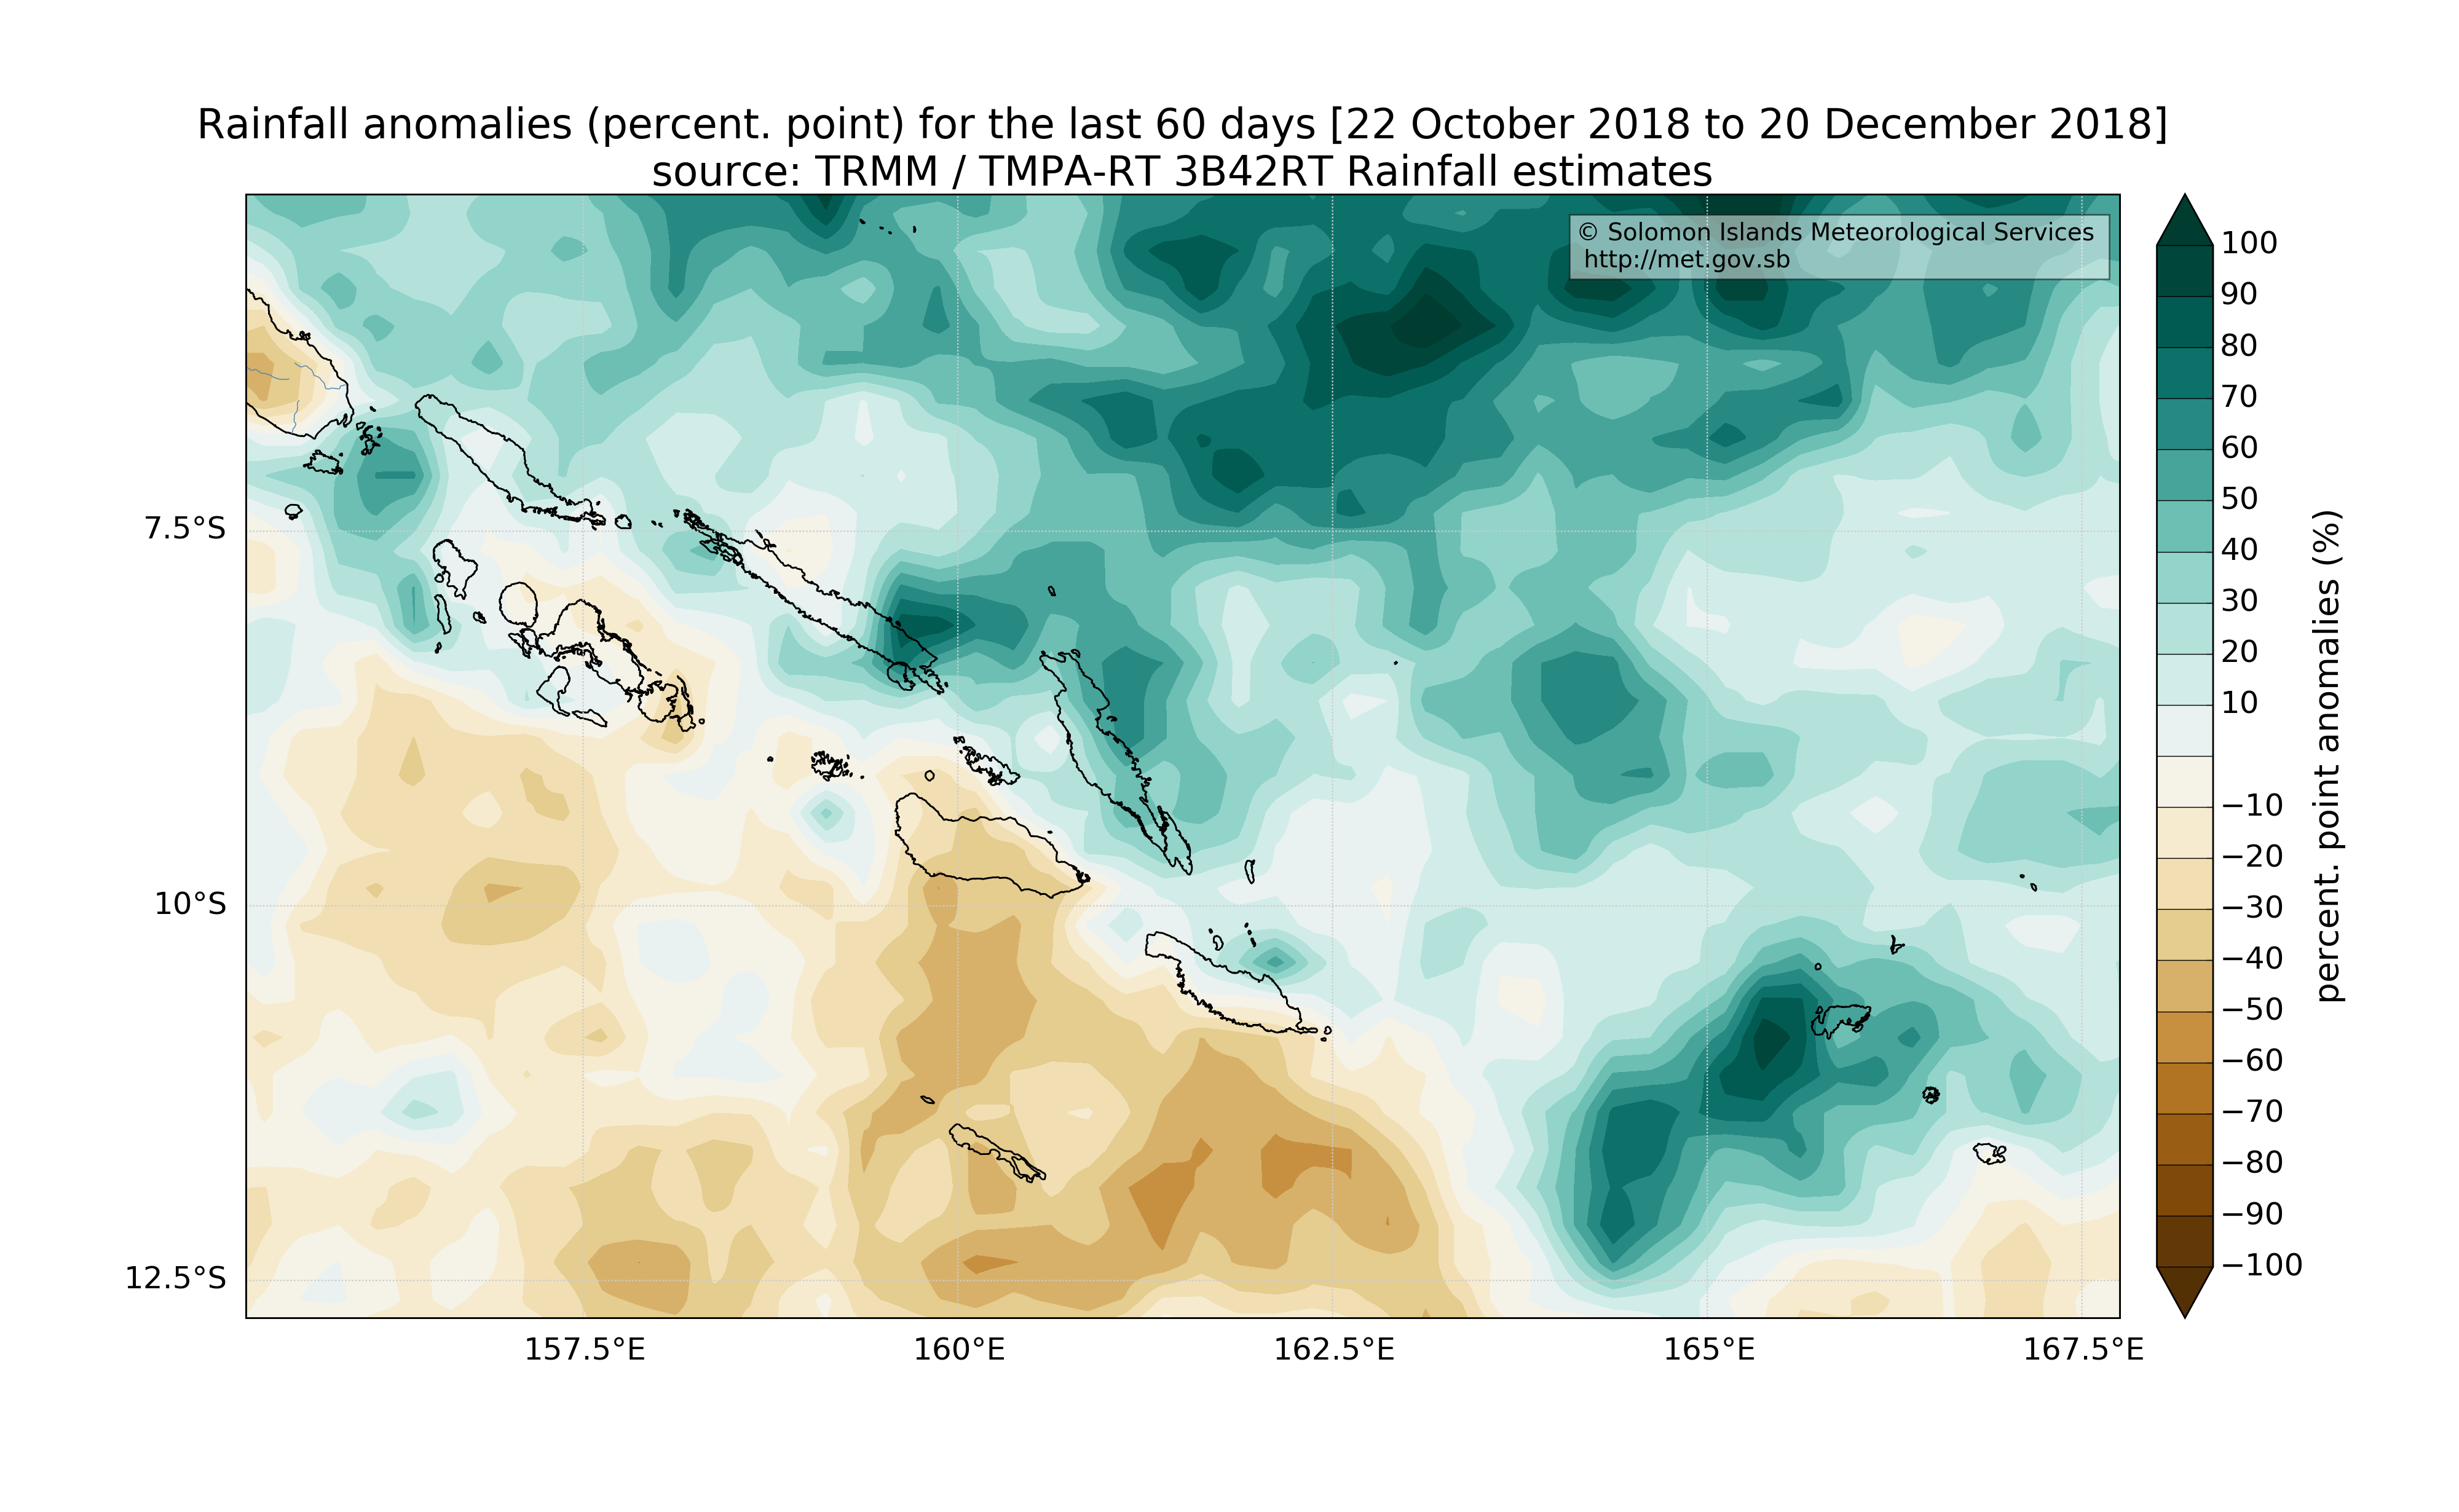 Rainfall anomalies (percent. point) for the last 60 days [22 October 2018 to 20 December 2018]
source: TRMM / TMPA-RT 3B42RT Rainfall estimates
© Solomon Islands Meteorological Services
http://met.gov.sb
7.5°S
10°S
12.5°S
157.5°E
160°E
162.5°E
165°E
167.5°E
100
90
80
70
60
50
40
30
20
10
−10
−20
−30
−40
−50
−60
−70
−80
−90
−100
percent. point anomalies (%)